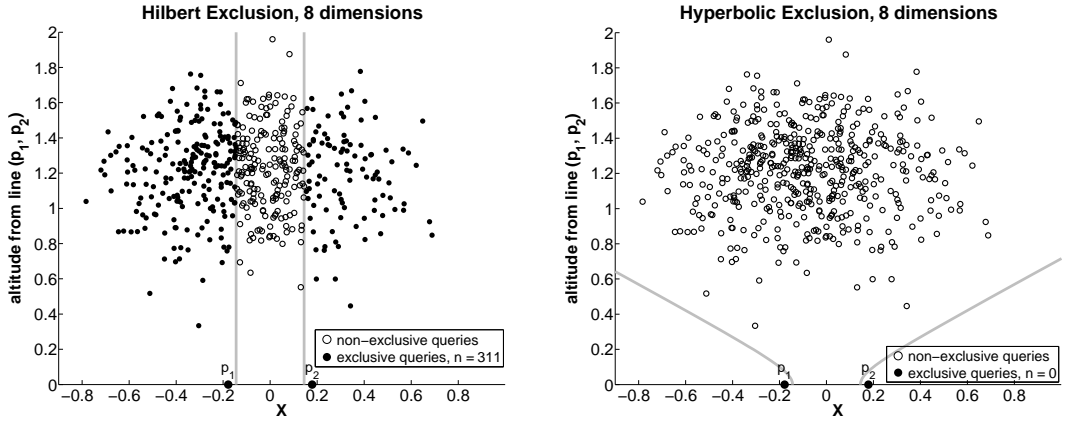 Hilbert Exclusion, 8 dimensions
altitude from line (p1, p2)
2
1.8
1.6
1.4
1.2
1
0.8
0.6
0.4
0.2
0
non−exclusive queries
exclusive queries, n = 311
p1
p2
−0.8 −0.6 −0.4 −0.2 0 0.2 0.4 0.6 0.8
X
Hyperbolic Exclusion, 8 dimensions
altitude from line (p1, p2)
2
1.8
1.6
1.4
1.2
1
0.8
0.6
0.4
0.2
0
non−exclusive queries
exclusive queries, n = 0
p1
p2
−0.8 −0.6 −0.4 −0.2 0 0.2 0.4 0.6 0.8
X